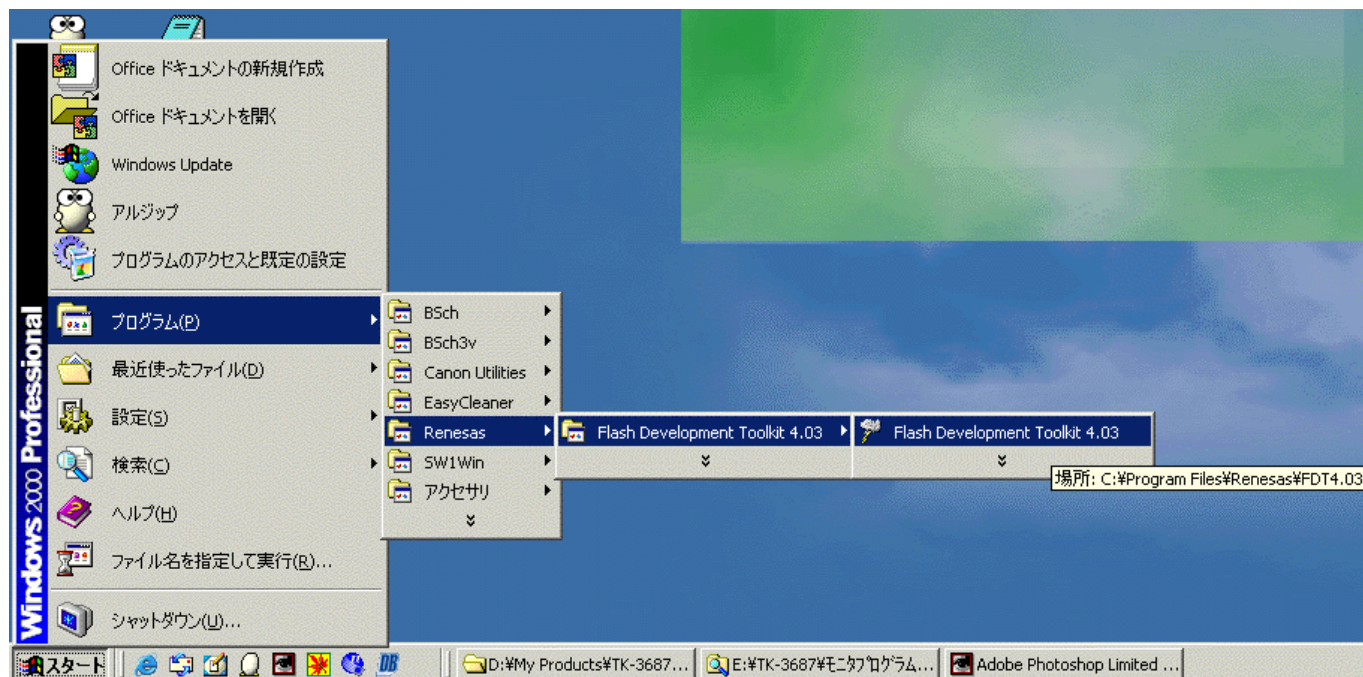 Office ドキュメントの新規作成
Office ドキュメントを開く
Windows Update
アルジップ
プログラムのアクセスと既定の設定
プログラム(P)
最近使ったファイル(D)
設定(S)
検索(C)
ヘルプ(H)
ファイル名を指定して実行(R)...
シャットダウン(U)...
Windows 2000 Professional
BSch
BSch3v
Canon Utilities
EasyCleaner
Renesas
SW1Win
アクセサリ
Flash Development Toolkit 4.03
Flash Development Toolkit 4.03
場所: C:¥Program Files¥Renesas¥FDT4.03
スタート
DB
D:¥My Products¥TK-3687...
E:¥TK-3687¥モニタプログラム...
Adobe Photoshop Limited ...